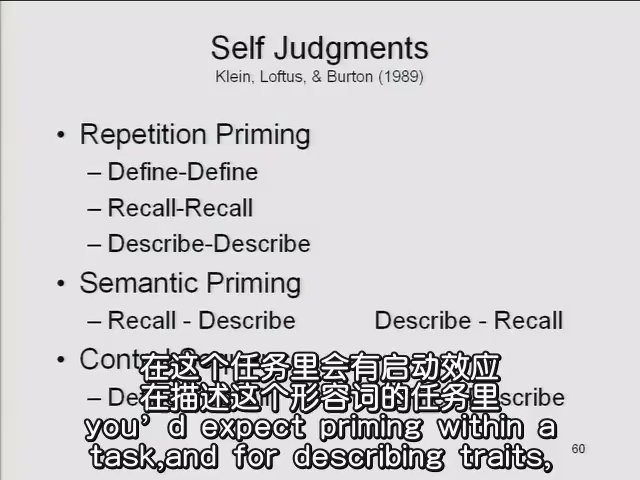 Self Judgments
Klein, Loftus, & Burton (1989)
• Repetition Priming
– Define-Define
– Recall-Recall
– Describe-Describe
• Semantic Priming
– Recall - Describe Describe - Recall
• Cont
在这个任务里会有启动效应
在描述这个形容词的任务里
you’d expect priming within a
task,and for describing traits,
60